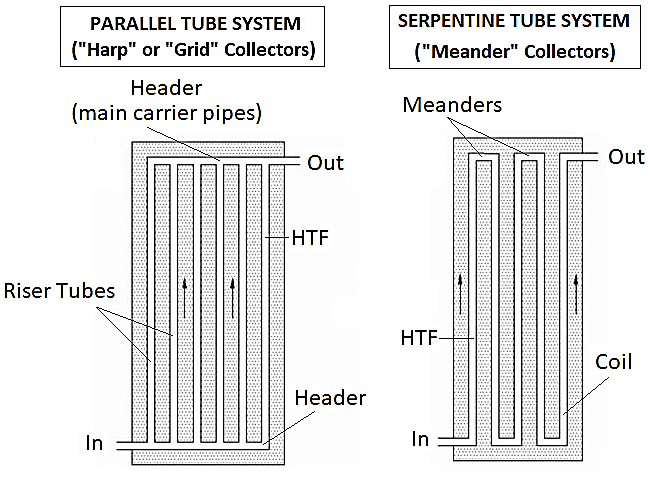 PARALLEL TUBE SYSTEM
("Harp" or "Grid" Collectors)
Header
(main carrier pipes)
Out
HTF
Riser Tubes
Header
In
SERPENTINE TUBE SYSTEM
("Meander" Collectors)
Meanders
Out
HTF
Coil
In